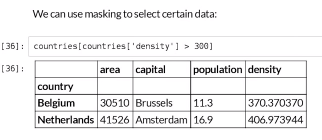 We can use masking to select certain data:
[36]: countries[countries['density'] > 300]
[36]:
area capital population density
country
Belgium 30510 Brussels 11.3 370.370370
Netherlands 41526 Amsterdam 16.9 406.973944